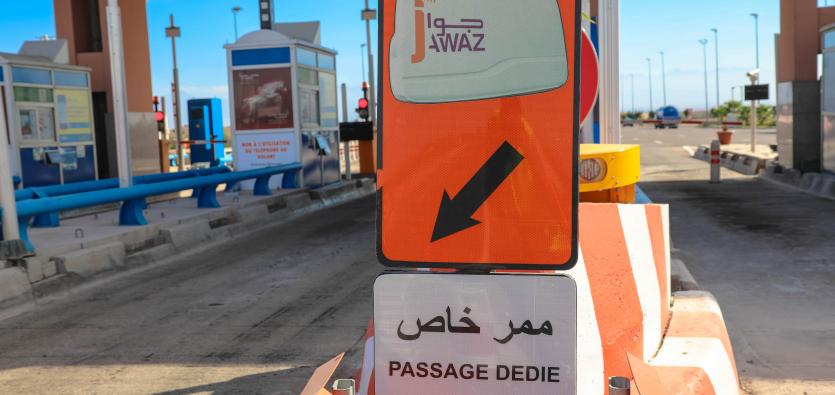 جواز
JAWAZ
ممر خاص
PASSAGE DEDIE
NON À L'UTILISATION
DU TÉLÉPHONE AU
VOLANT